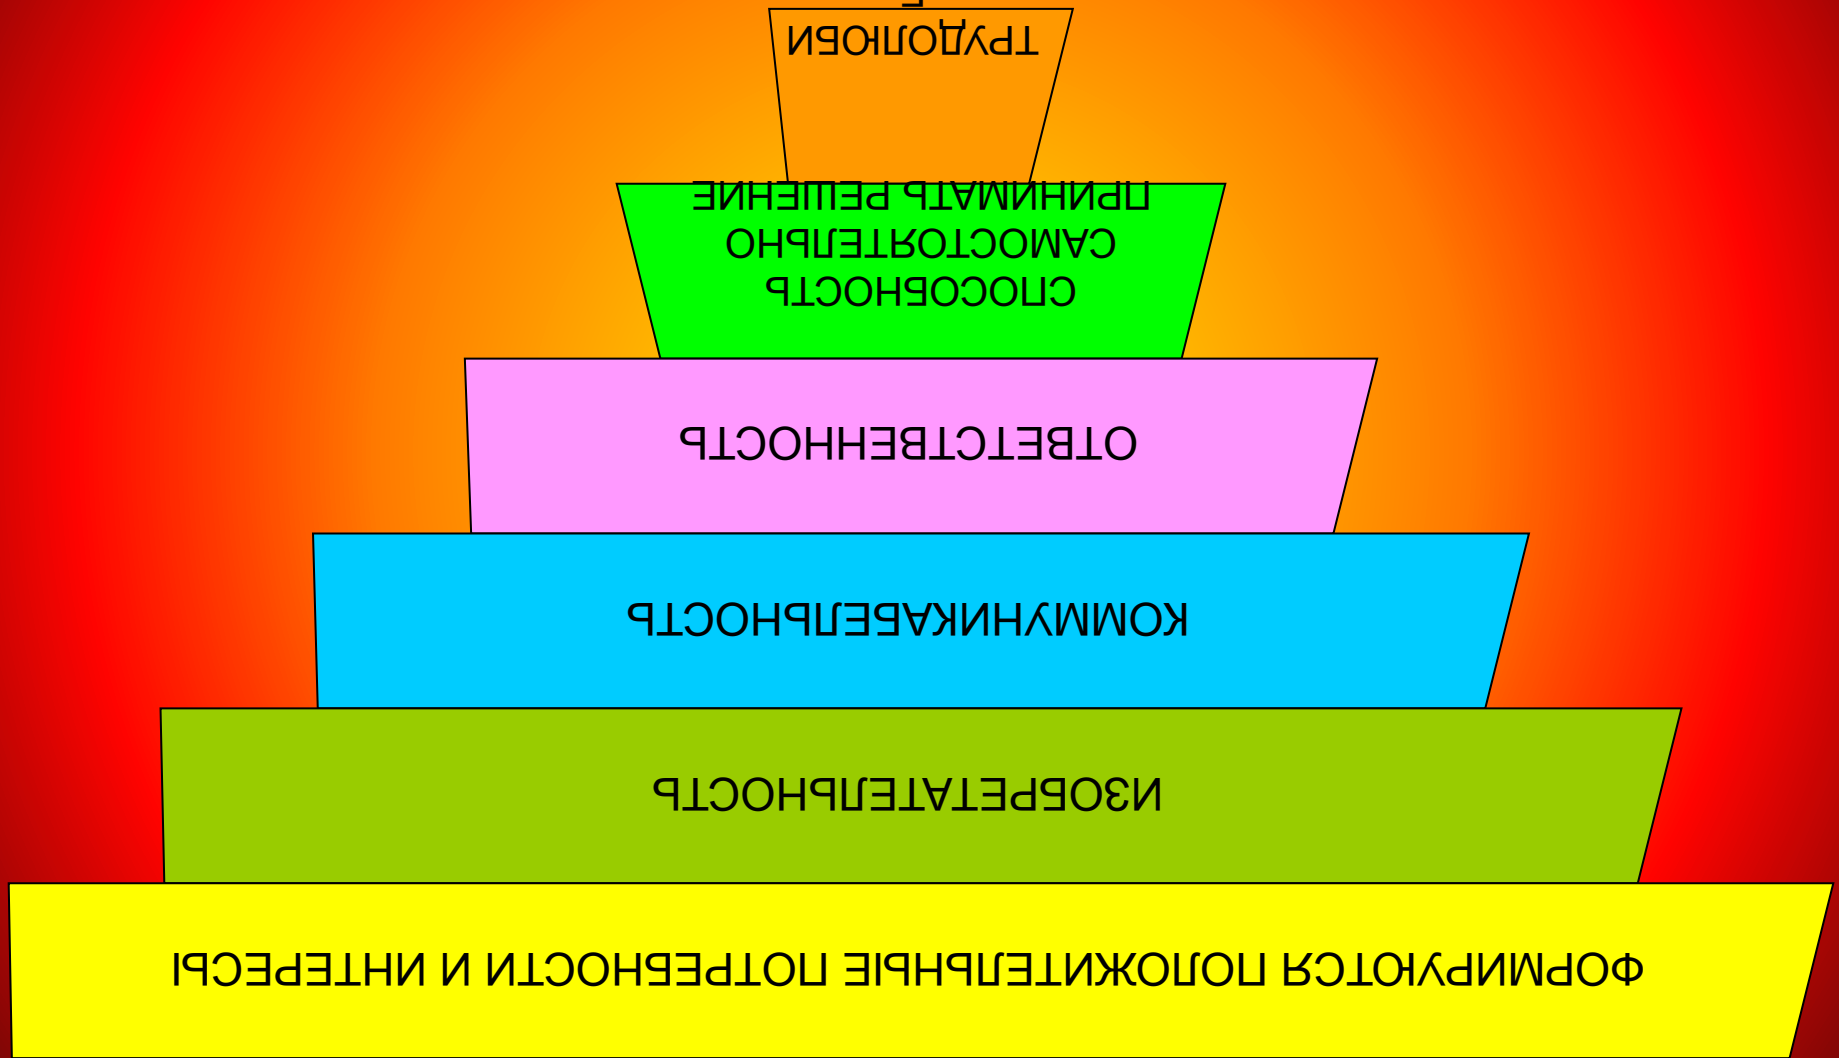 ФОРМИРУЮТСЯ ПОЛОЖИТЕЛЬНЫЕ ПОТРЕБНОСТИ И ИНТЕРЕСЫ
ИЗОБРЕТАТЕЛЬНОСТЬ
КОММУНИКАБЕЛЬНОСТЬ
ОТВЕТСТВЕННОСТЬ
СПОСОБНОСТЬ
САМОСТОЯТЕЛЬНО
ПРИНИМАТЬ РЕШЕНИЕ
ТРУДОЛЮБИ